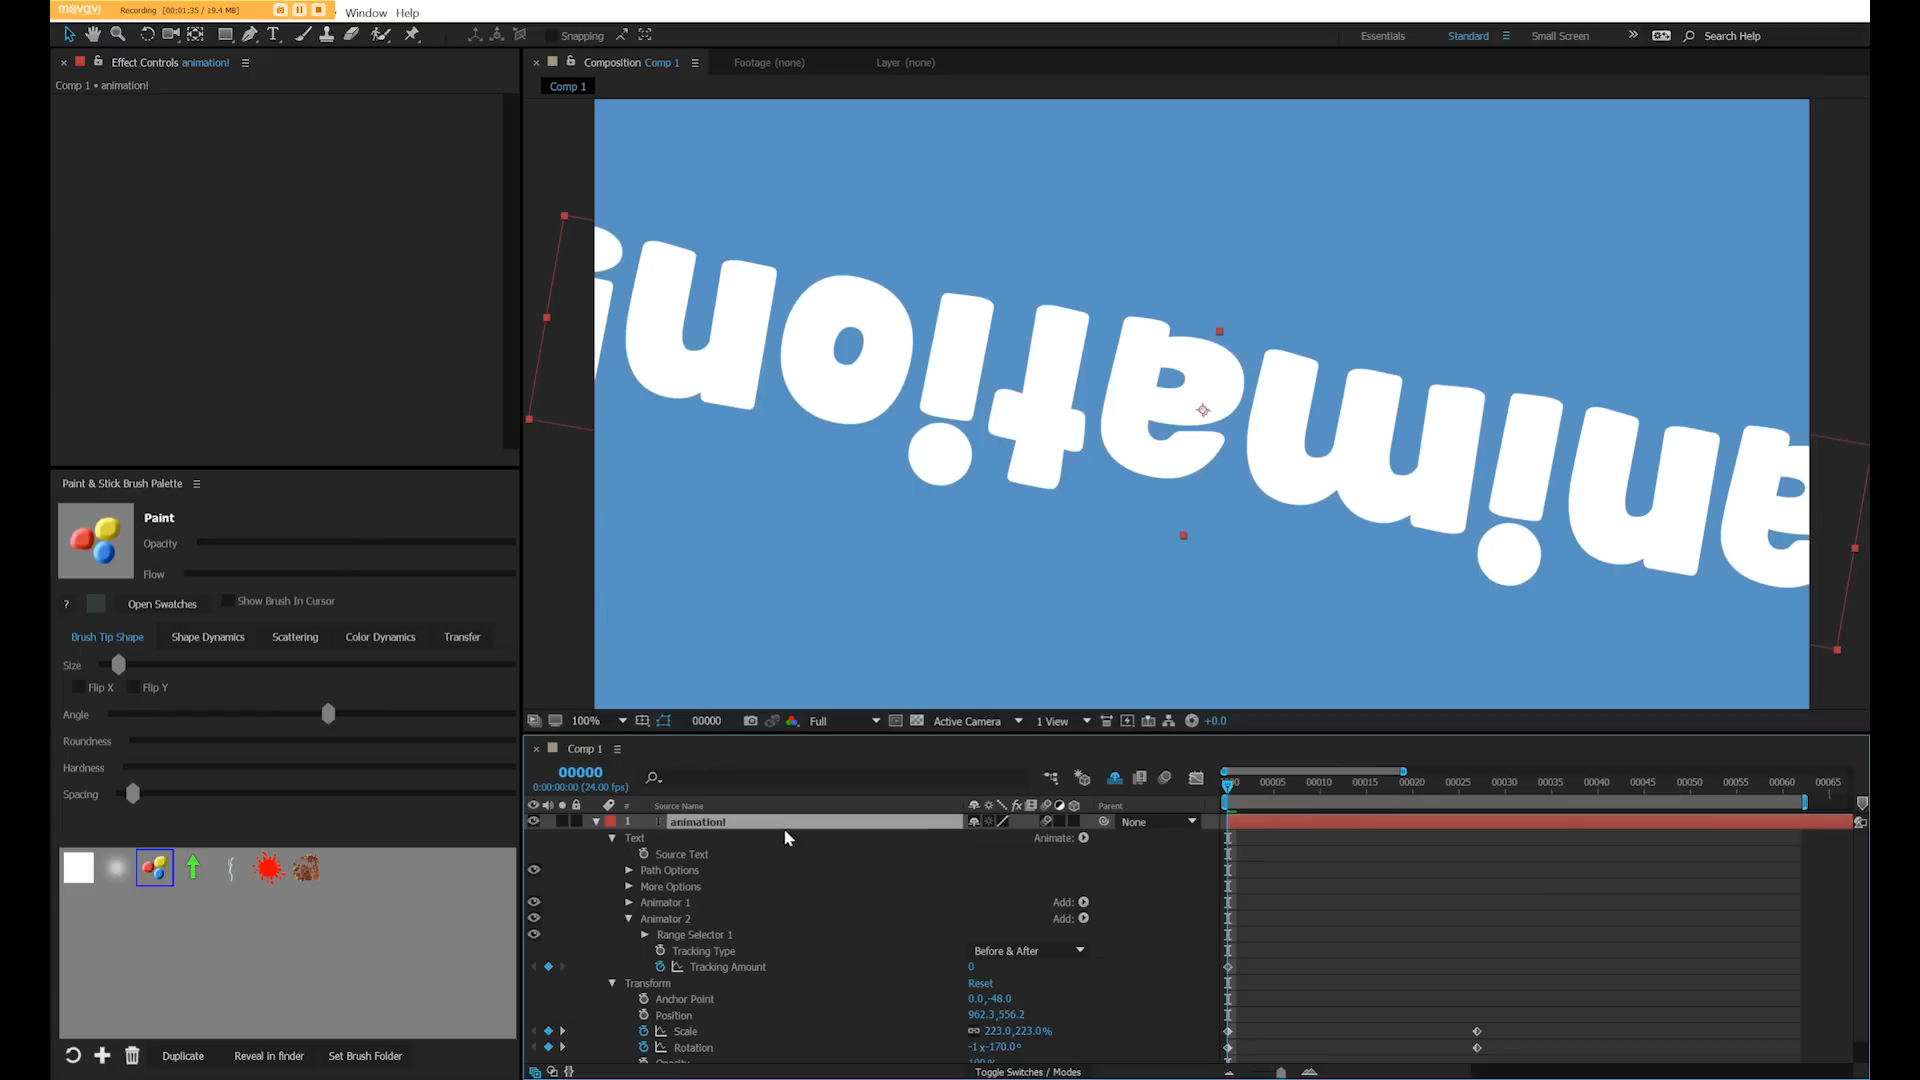 movavi Recording [00:01:35 / 19.4 MB] Window Help
Snapping Essentials Standard Small Screen Search Help
Effect Controls animation!
Comp 1 • animation!
Composition Comp 1 Footage (none) Layer (none)
Comp 1
animation!
Paint & Stick Brush Palette
Paint
Opacity
Flow
? Open Swatches Show Brush In Cursor
Brush Tip Shape Shape Dynamics Scattering Color Dynamics Transfer
Size
Flip X Flip Y
Angle
Roundness
Hardness
Spacing
Duplicate Reveal in finder Set Brush Folder
100% 00000 Full Active Camera 1 View +0.0
Comp 1
00000
0:00:00:00 (24.00 fps)
00005 00010 00015 00020 00025 00030 00035 00040 00045 00050 00055 00060 00065
# Source Name fx Parent
1 animation! None
Text Animate:
Source Text
Path Options
More Options
Animator 1 Add:
Animator 2 Add:
Range Selector 1
Tracking Type Before & After
Tracking Amount 0
Transform Reset
Anchor Point 0.0,-48.0
Position 962.3,556.2
Scale 223.0,223.0%
Rotation -1x-170.0°
Toggle Switches / Modes